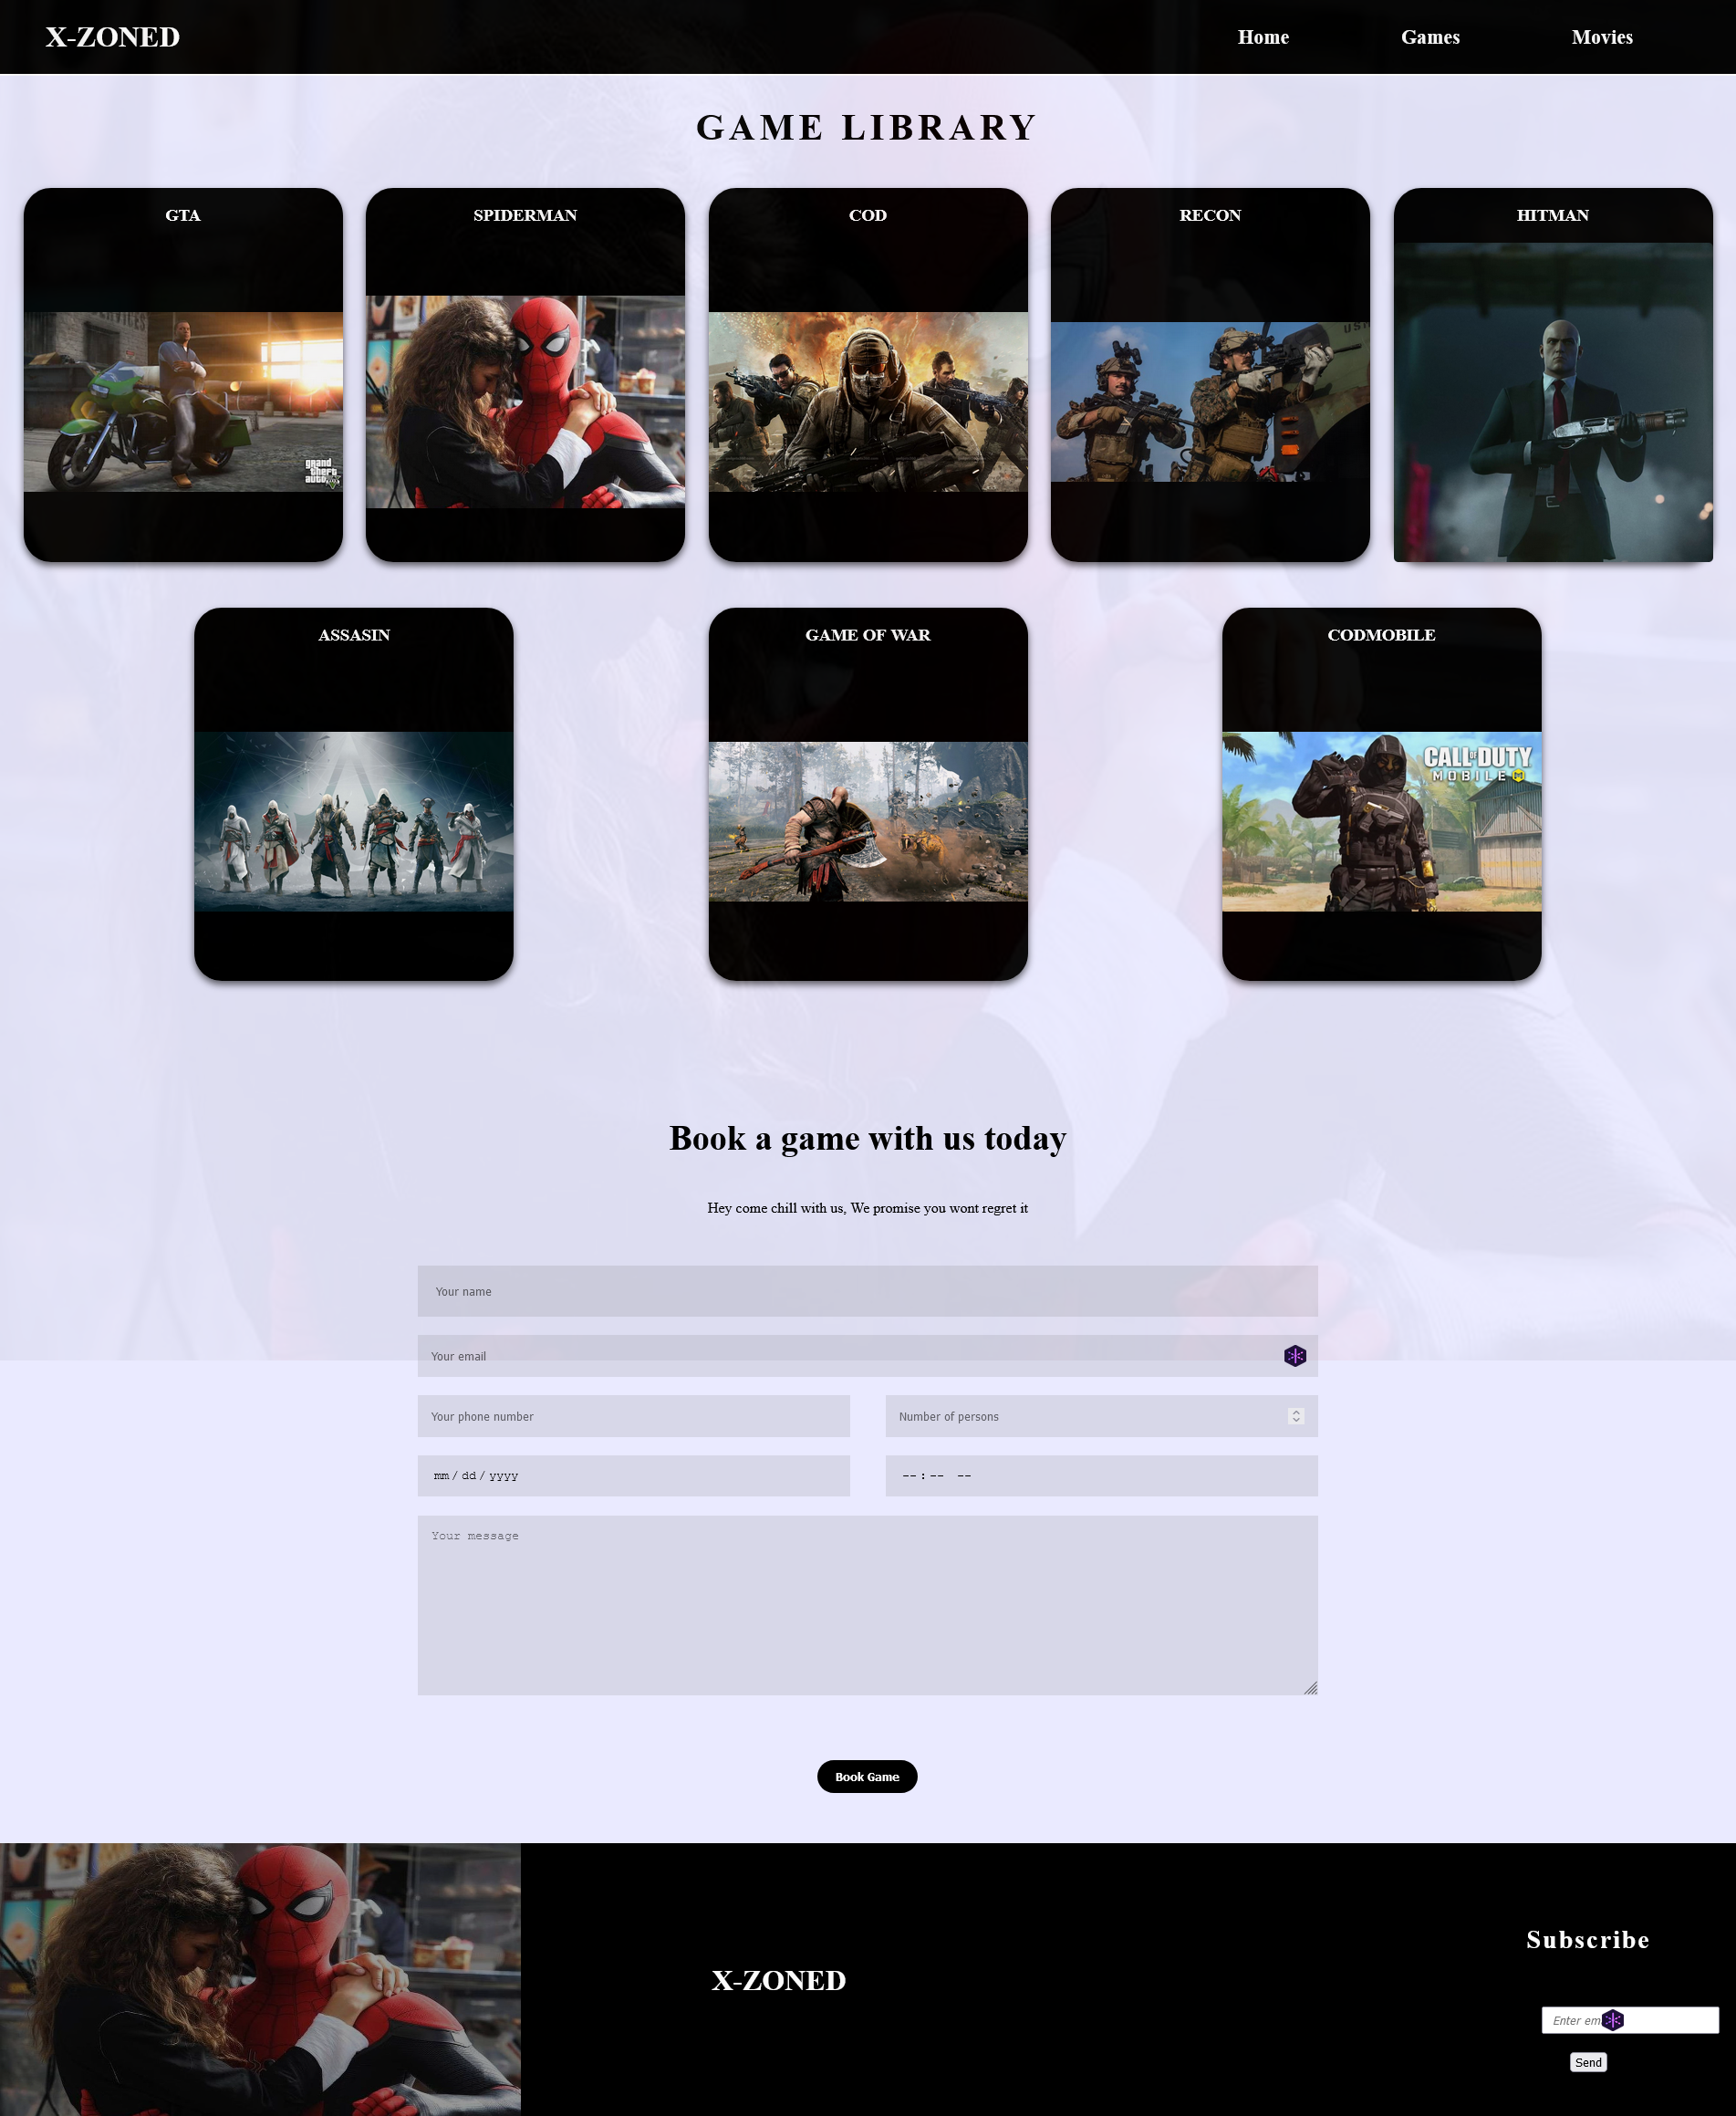 X-ZONED
Home
Games
Movies
GAME LIBRARY
GTA
SPIDERMAN
COD
RECON
HITMAN
grand
theft
auto
ASSASIN
GAME OF WAR
CODMOBILE
CALL OF DUTY
MOBILE
Book a game with us today
Hey come chill with us, We promise you wont regret it
Your name
Your email
Your phone number
Number of persons
mm / dd / yyyy
-- : -- --
Your message
Book Game
X-ZONED
Subscribe
Enter em
Send